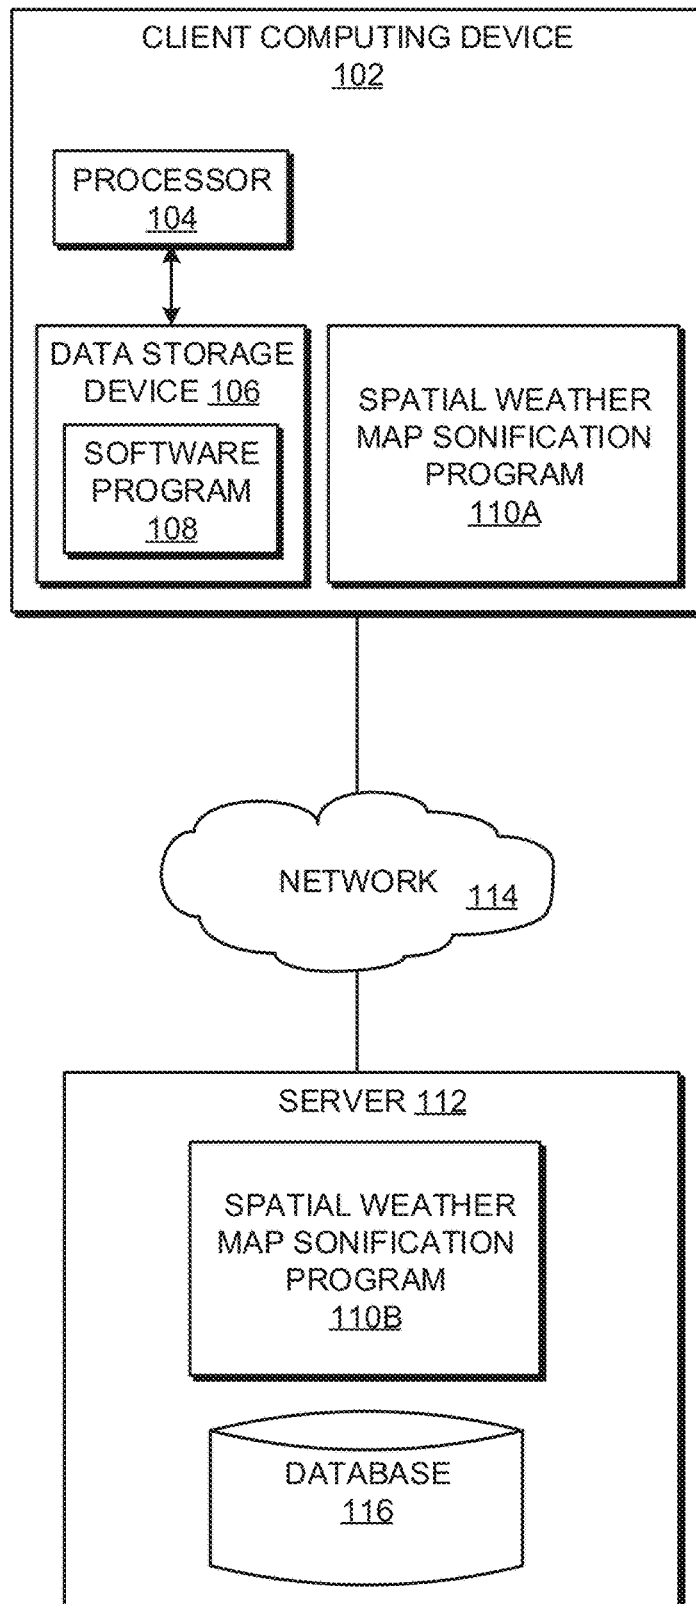 CLIENT COMPUTING DEVICE
102
PROCESSOR
104
DATA STORAGE
DEVICE 106
SOFTWARE
PROGRAM
108
SPATIAL WEATHER
MAP SONIFICATION
PROGRAM
110A
NETWORK 114
SERVER 112
SPATIAL WEATHER
MAP SONIFICATION
PROGRAM
110B
DATABASE
116